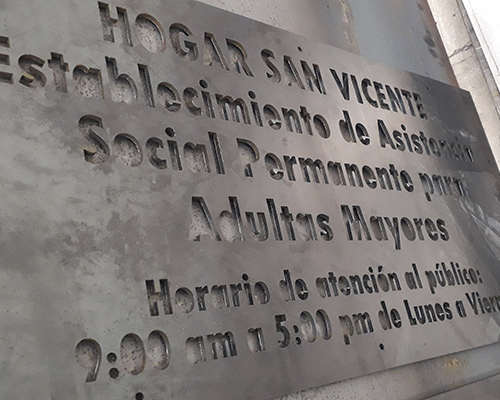 HOGAR SAN VICENTE
Establecimiento de Asistencia
Social Permanente para
Adultas Mayores
Horario de atención al público:
9:00 am a 5:00 pm de Lunes a Vier